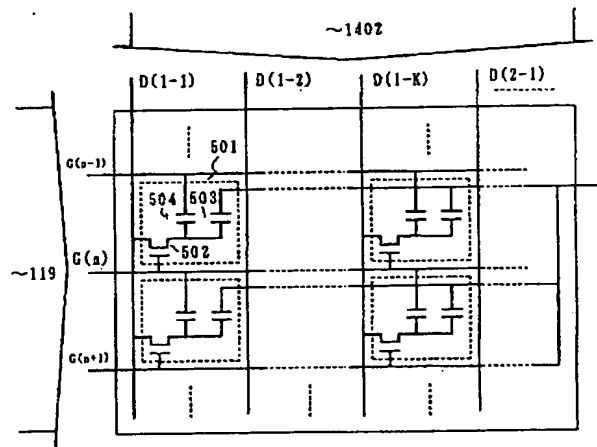 ~1402
D(1-1) D(1-2) D(1-K) D(2-1)
501
G(n-1)
504 503
502
G(n)
~119
G(n+1)